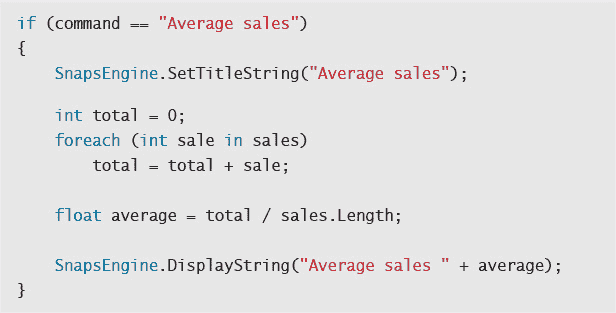 if (command == "Average sales")
{
    SnapsEngine.SetTitleString("Average sales");
    int total = 0;
    foreach (int sale in sales)
        total = total + sale;
    float average = total / sales.Length;
    SnapsEngine.DisplayString("Average sales " + average);
}